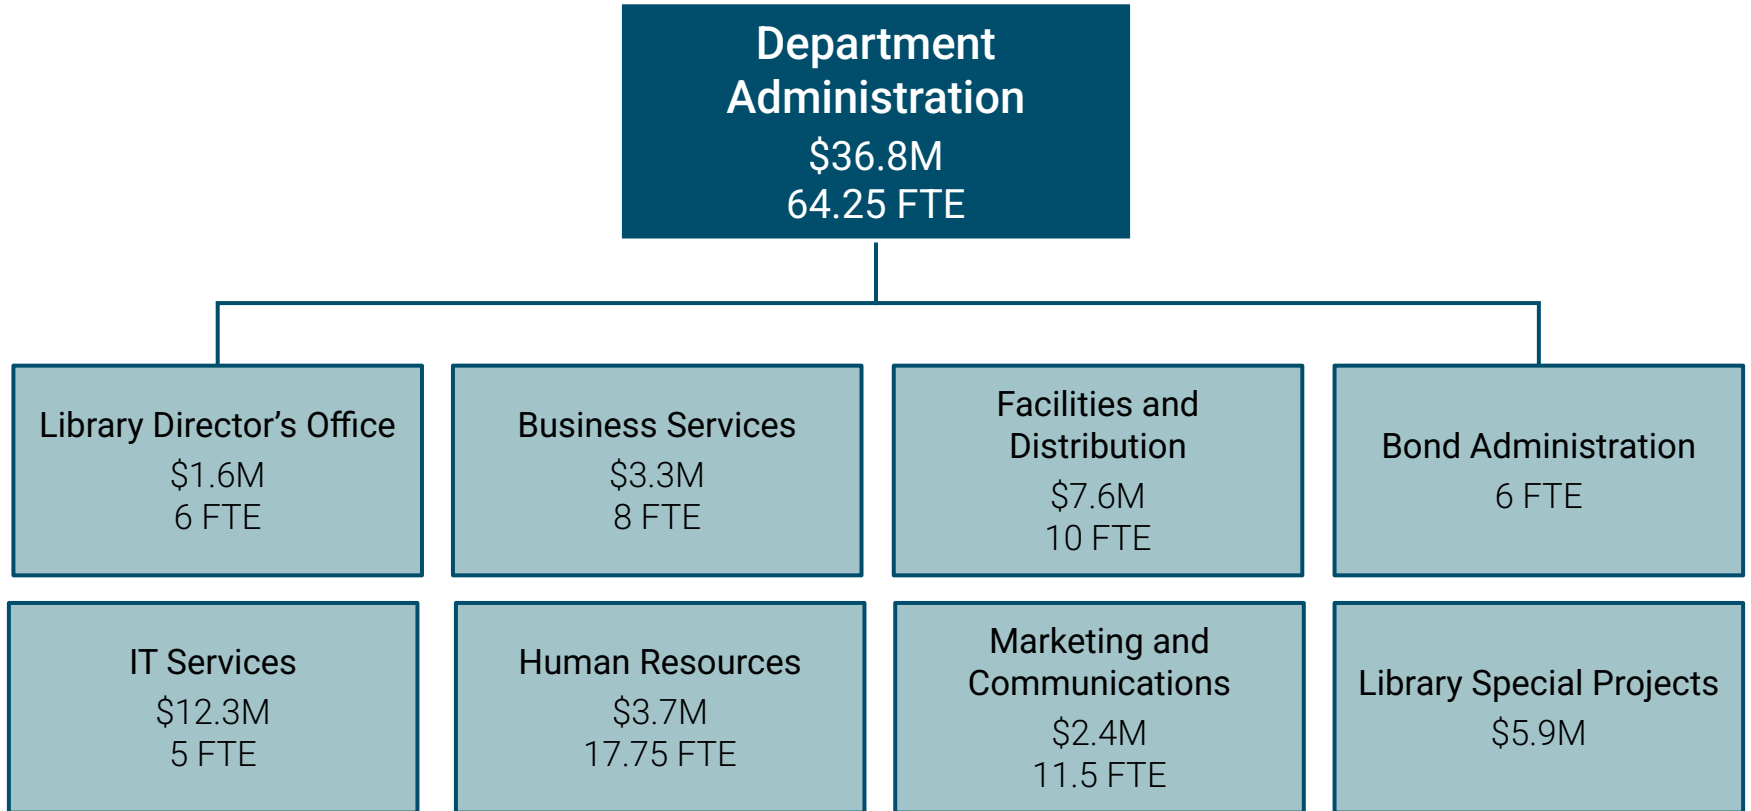 Department
Administration
$36.8M
64.25 FTE
Library Director’s Office
$1.6M
6 FTE
Business Services
$3.3M
8 FTE
Facilities and
Distribution
$7.6M
10 FTE
Bond Administration
6 FTE
IT Services
$12.3M
5 FTE
Human Resources
$3.7M
17.75 FTE
Marketing and
Communications
$2.4M
11.5 FTE
Library Special Projects
$5.9M